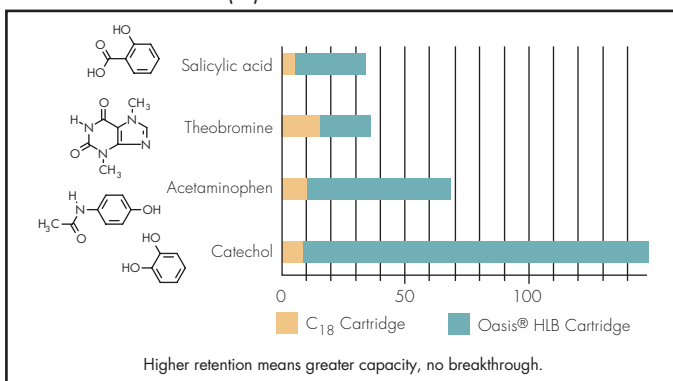 HO
O
HO
Salicylic acid
O
CH3
H
N
N
O
N
N
CH3
Theobromine
H
N
OH
H3C
O
Acetaminophen
HO
HO
Catechol
0 50 100
C18 Cartridge Oasis® HLB Cartridge
Higher retention means greater capacity, no breakthrough.